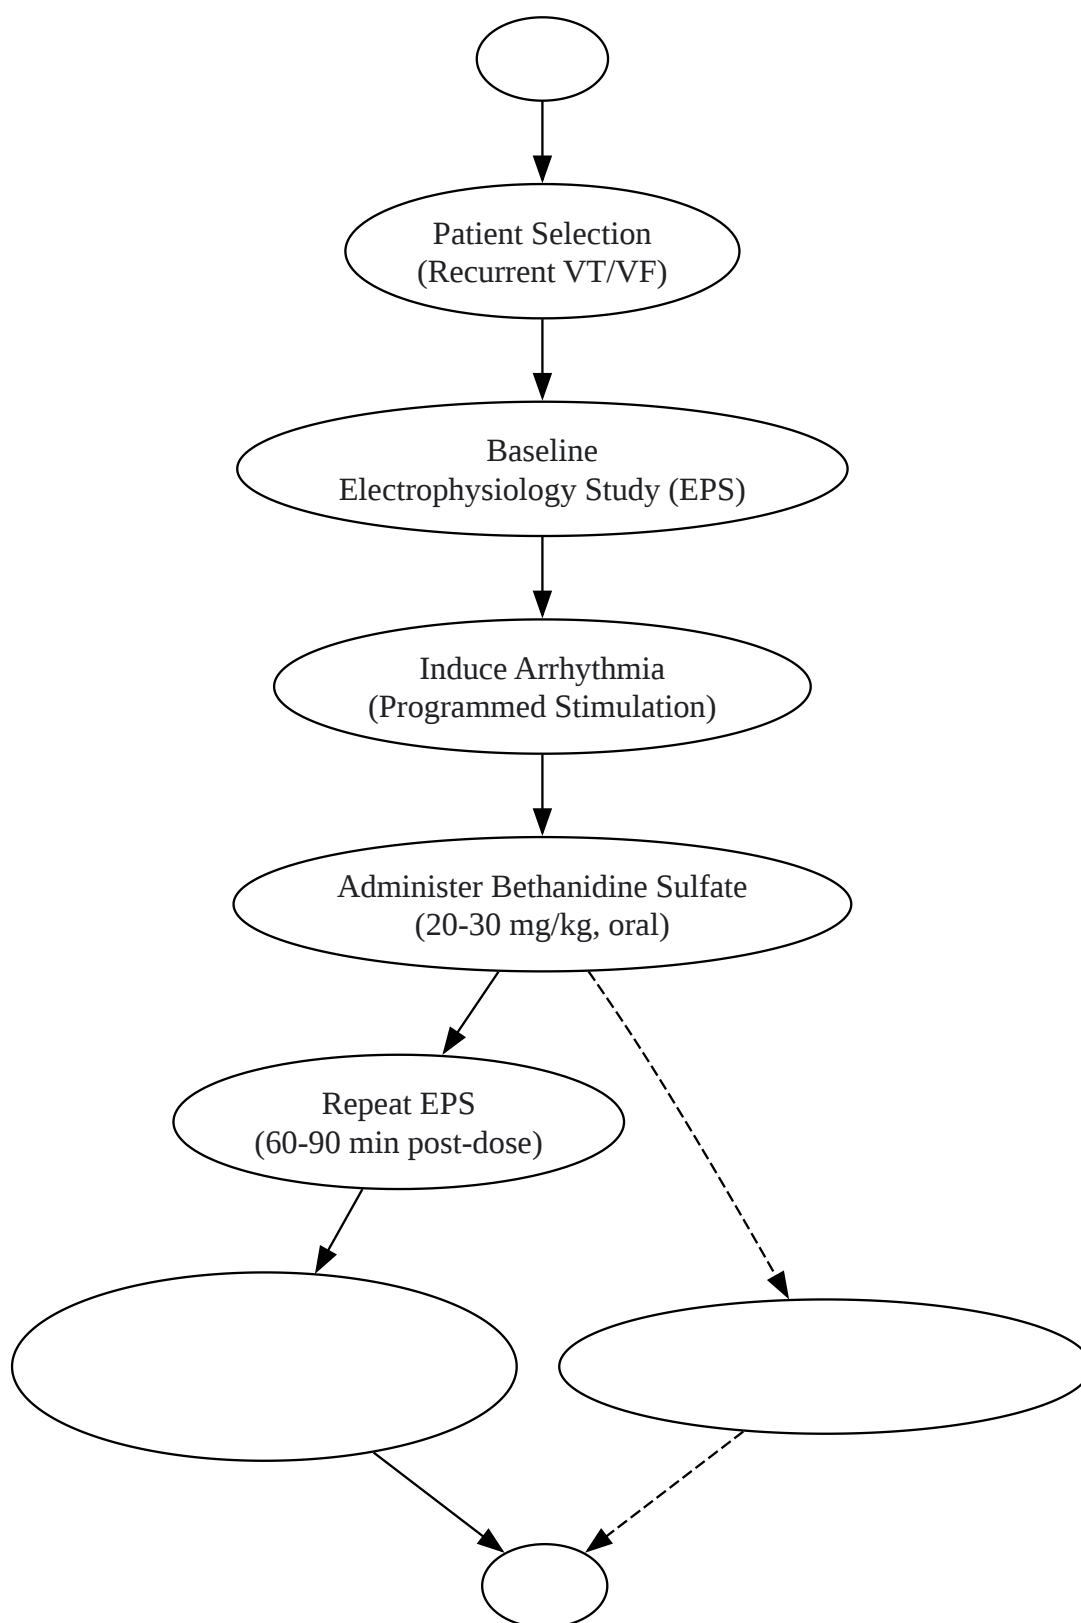 Patient Selection
(Recurrent VT/VF)
Baseline
Electrophysiology Study (EPS)
Induce Arrhythmia
(Programmed Stimulation)
Administer Bethanidine Sulfate
(20-30 mg/kg, oral)
Repeat EPS
(60-90 min post-dose)